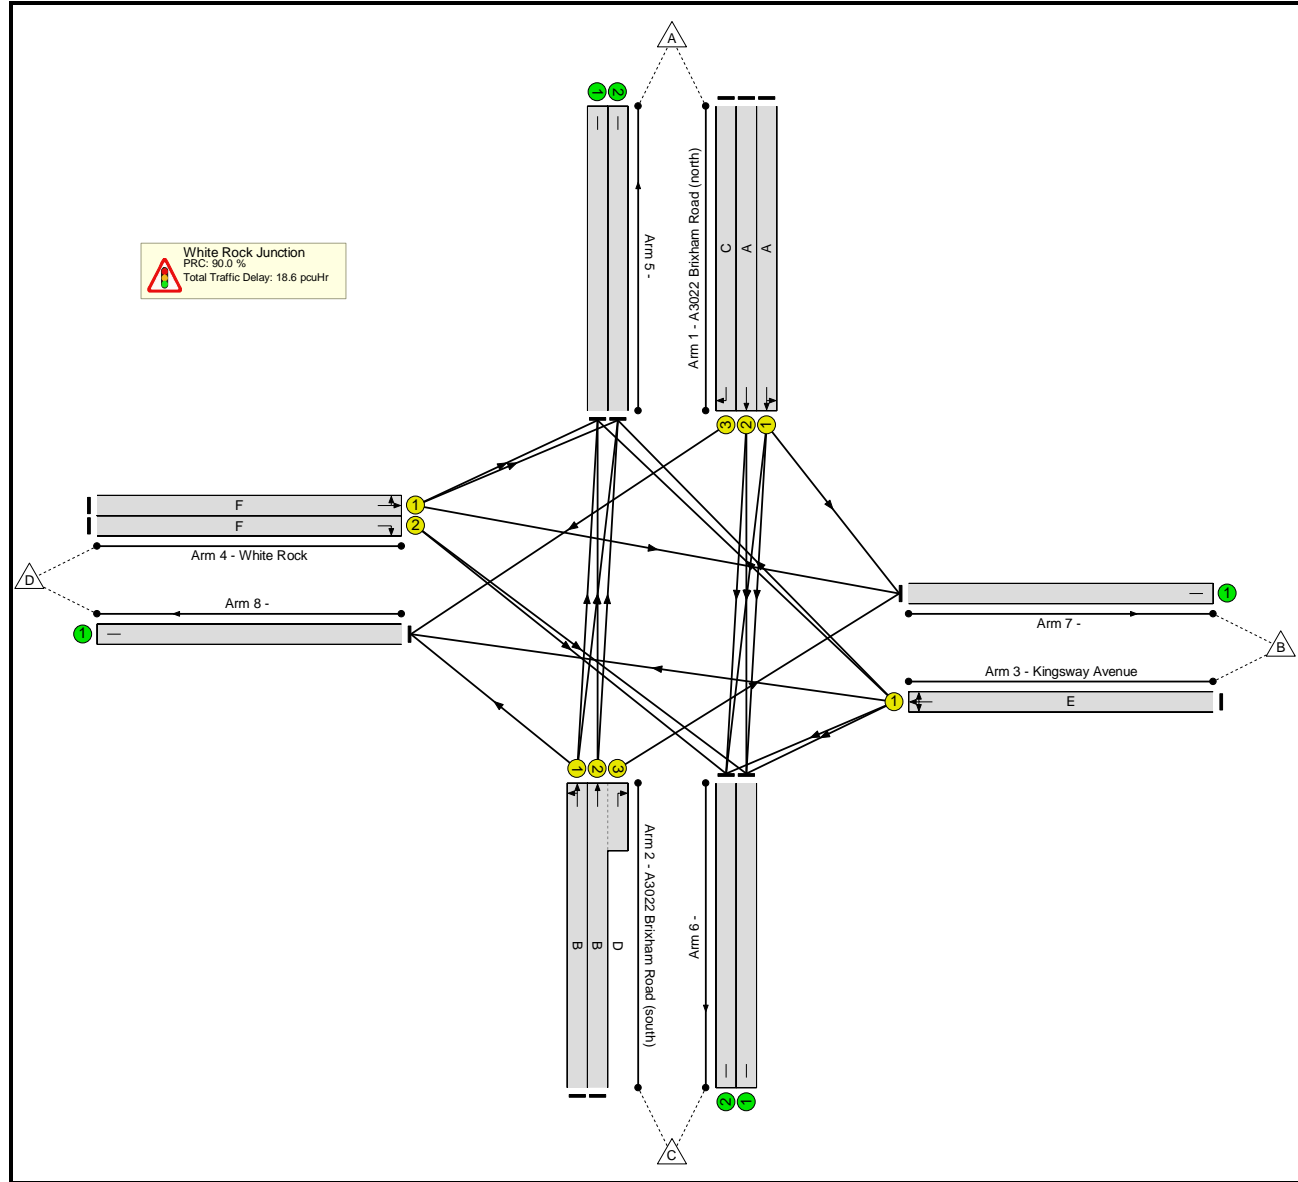 A
1 2
Arm 5 -
Arm 1 - A3022 Brixham Road (north)
C A A
White Rock Junction
PRC: 90.0 %
Total Traffic Delay: 18.6 pcuHr
3 2 1
F
1
F
2
Arm 4 - White Rock
D
Arm 8 -
1
1
Arm 7 -
B
Arm 3 - Kingsway Avenue
1
E
1 2 3
B B D
Arm 2 - A3022 Brixham Road (south)
Arm 6 -
2 1
C